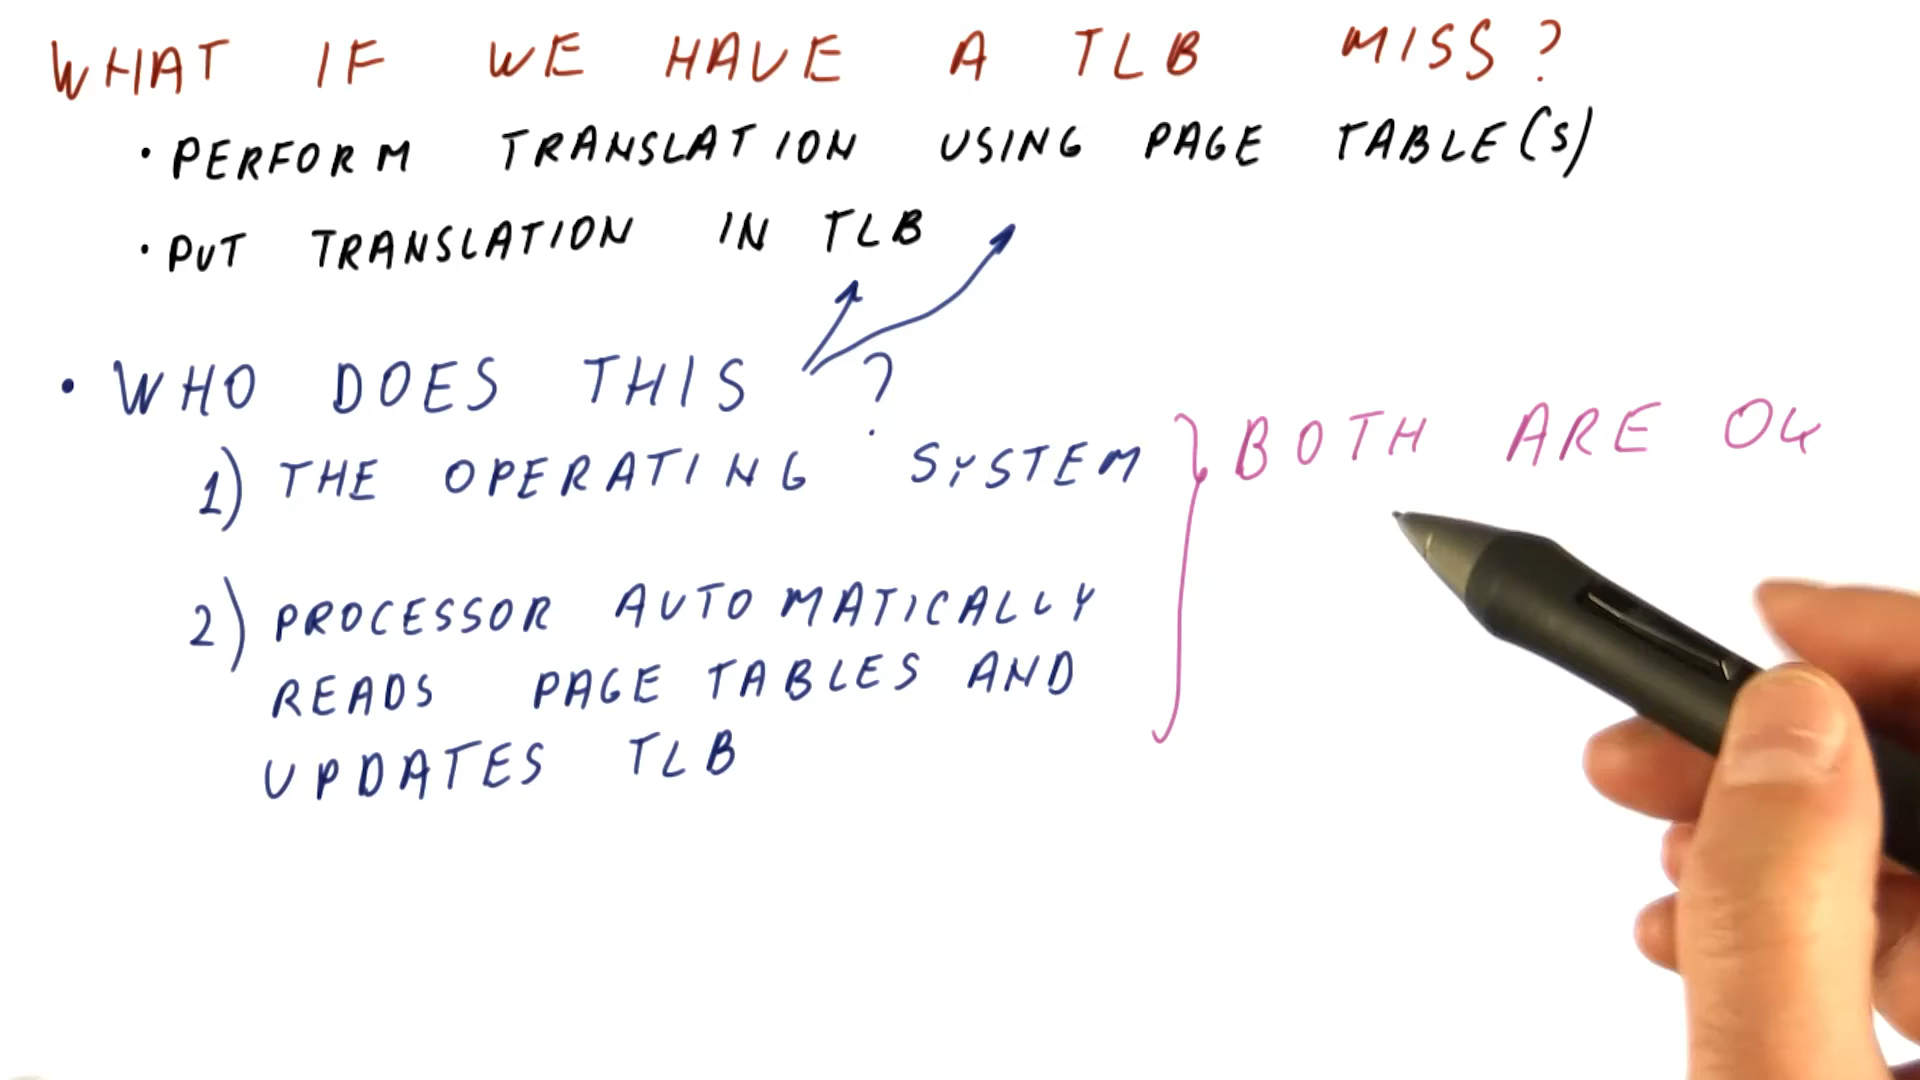 WHAT IF WE HAVE A TLB MISS?
• PERFORM TRANSLATION USING PAGE TABLE(S)
• PUT TRANSLATION IN TLB
• WHO DOES THIS ?
1) THE OPERATING SYSTEM } BOTH ARE OK
2) PROCESSOR AUTOMATICALLY
READS PAGE TABLES AND
UPDATES TLB